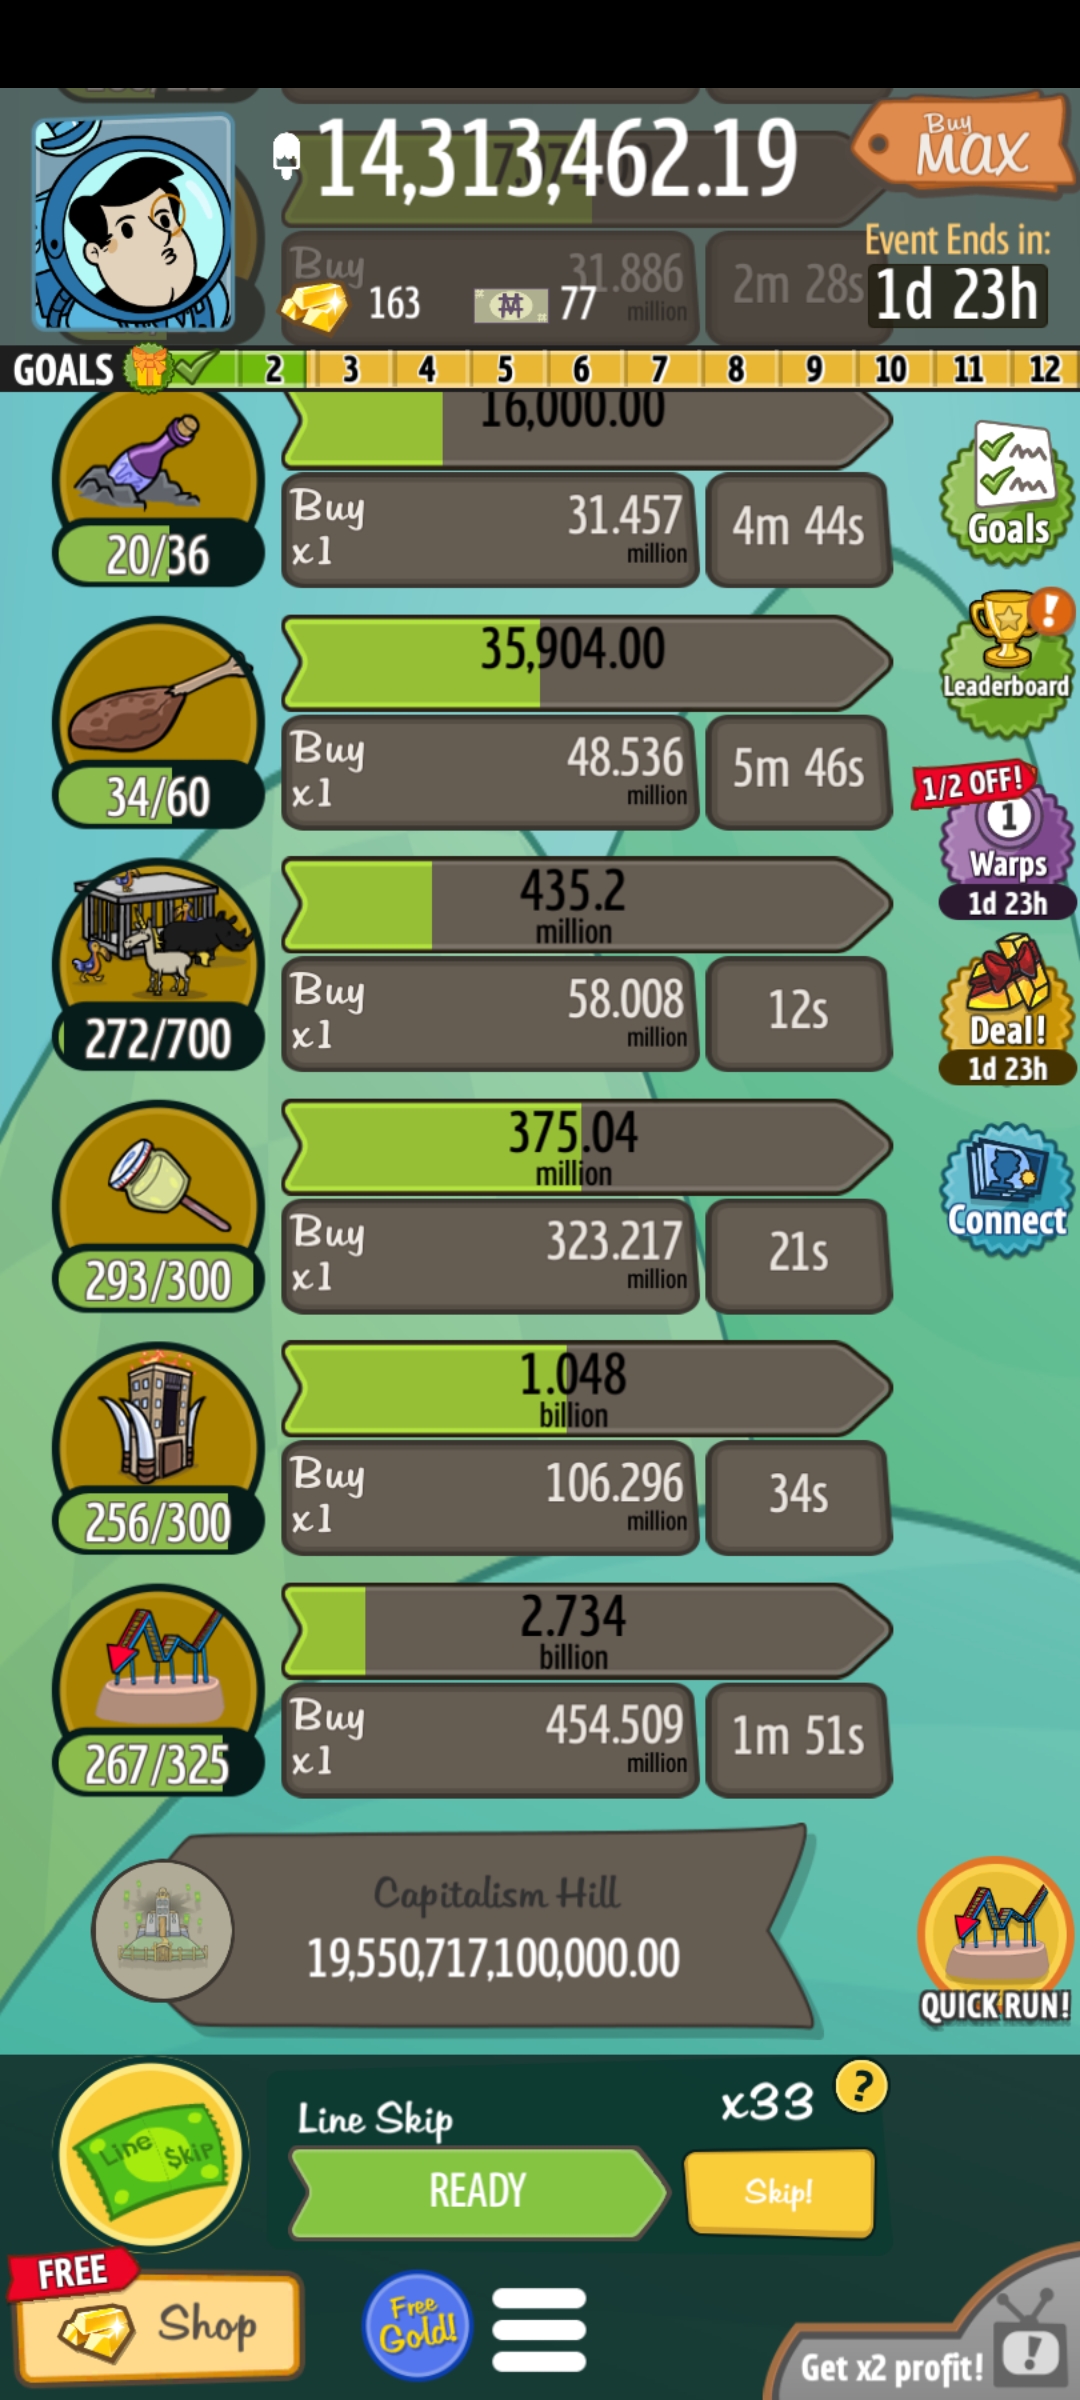 Buy
14,313,462.19
MAX
Event Ends in:
Buy
31.886
million
2m 28s
163
77
1d 23h
GOALS
2
3
4
5
6
7
8
9
10
11
12
16,000.00
20/36
Buy
x1
31.457
million
4m 44s
Goals
35,904.00
34/60
Buy
x1
48.536
million
5m 46s
Leaderboard
1/2 OFF!
1
Warps
1d 23h
435.2
million
272/700
Buy
x1
58.008
million
12s
Deal!
1d 23h
375.04
million
293/300
Buy
x1
323.217
million
21s
Connect
1.048
billion
256/300
Buy
x1
106.296
million
34s
2.734
billion
267/325
Buy
x1
454.509
million
1m 51s
Capitalism Hill
19,550,717,100,000.00
QUICK RUN!
Line $kip
Line Skip
x33
?
READY
Skip!
FREE
Shop
Free
Gold!
Get x2 profit!